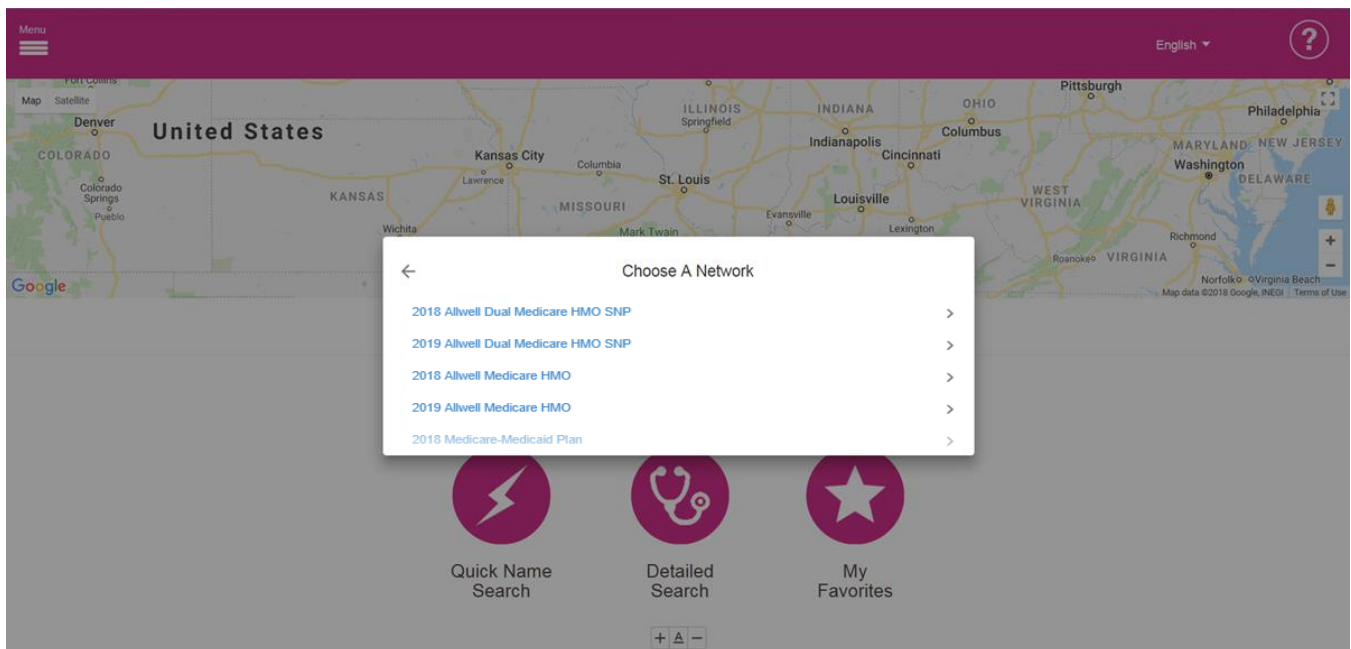 Menu
English
?
Fort Collins
Map Satellite
Denver
United States
COLORADO
Colorado
Springs
Pueblo
KANSAS
Wichita
Kansas City
Lawrence
Columbia
MISSOURI
Mark Twain
St. Louis
ILLINOIS
Springfield
INDIANA
Indianapolis
Evansville
Louisville
Lexington
Cincinnati
OHIO
Columbus
WEST
VIRGINIA
Pittsburgh
Philadelphia
MARYLAND
NEW JERSEY
Washington
DELAWARE
Richmond
Roanoke
VIRGINIA
Norfolk
Virginia Beach
+
−
Google
Map data ©2018 Google, INEGI Terms of Use
Choose A Network
2018 Allwell Dual Medicare HMO SNP
2019 Allwell Dual Medicare HMO SNP
2018 Allwell Medicare HMO
2019 Allwell Medicare HMO
2018 Medicare-Medicaid Plan
Quick Name
Search
Detailed
Search
My
Favorites
+ A −